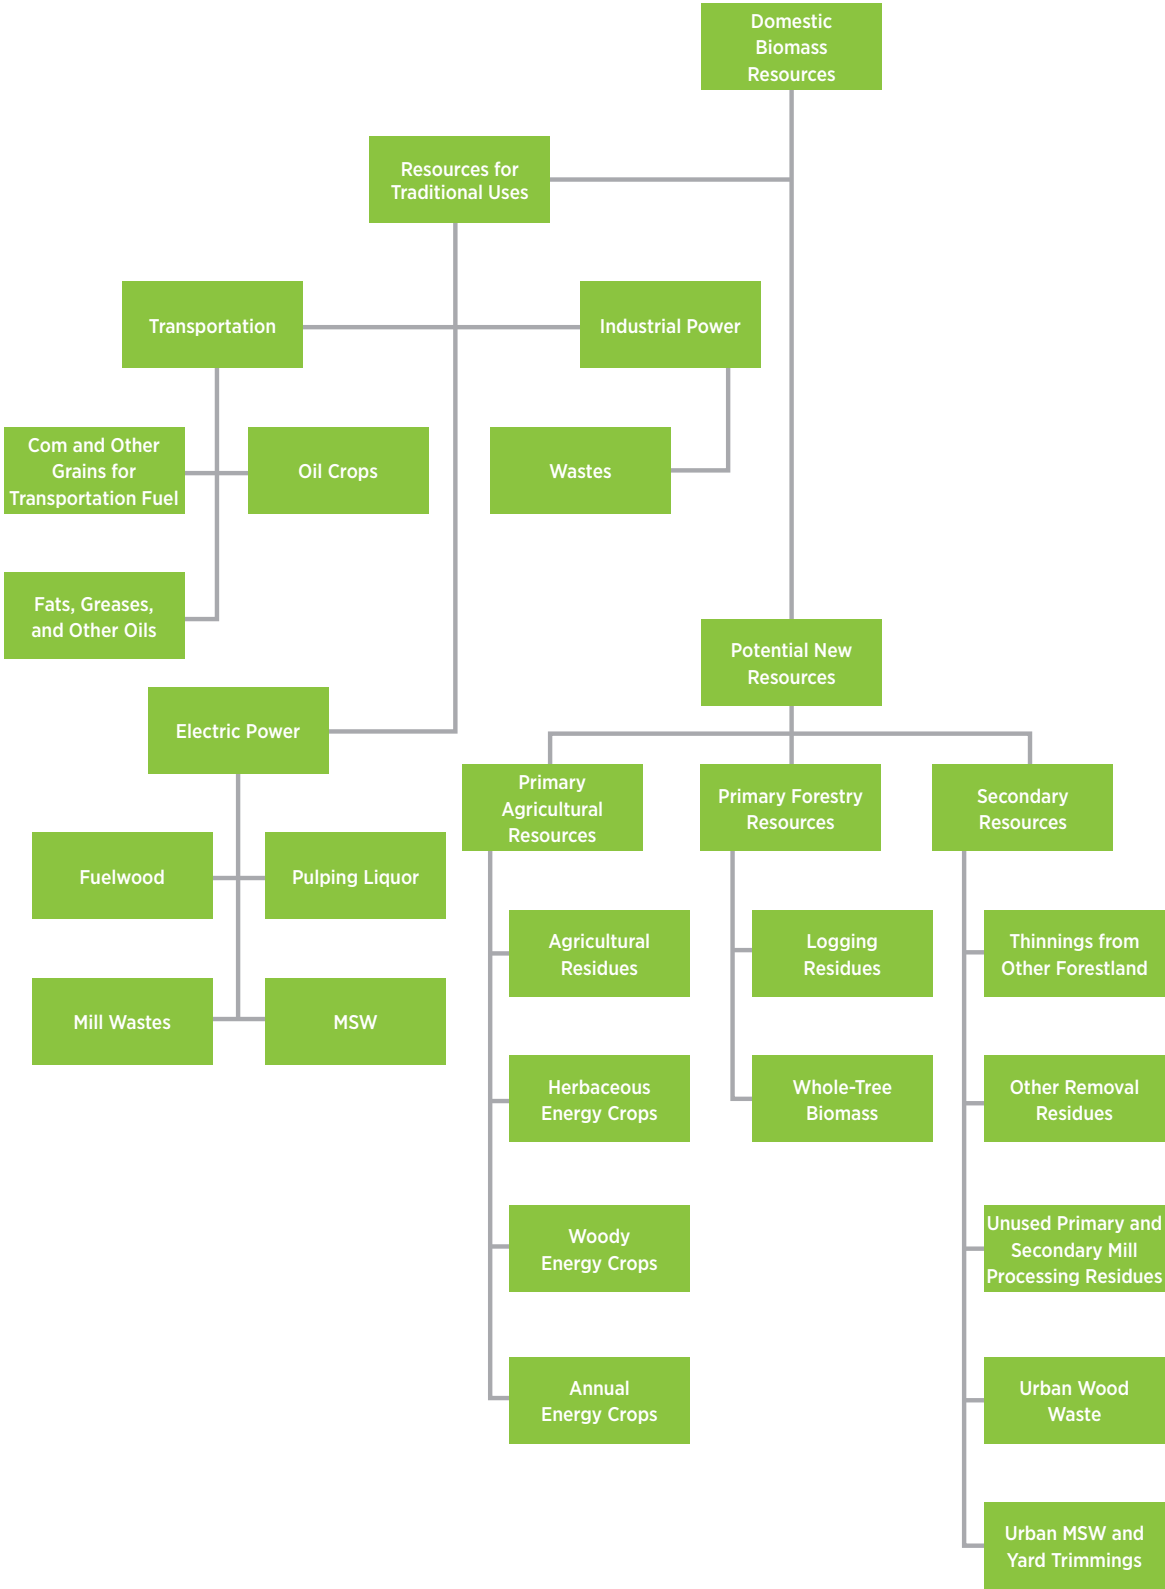 Domestic
Biomass
Resources
Resources for
Traditional Uses
Transportation
Industrial Power
Com and Other
Grains for
Transportation Fuel
Oil Crops
Wastes
Fats, Greases,
and Other Oils
Potential New
Resources
Electric Power
Primary
Agricultural
Resources
Primary Forestry
Resources
Secondary
Resources
Fuelwood
Pulping Liquor
Mill Wastes
MSW
Agricultural
Residues
Herbaceous
Energy Crops
Woody
Energy Crops
Annual
Energy Crops
Logging
Residues
Whole-Tree
Biomass
Thinnings from
Other Forestland
Other Removal
Residues
Unused Primary and
Secondary Mill
Processing Residues
Urban Wood
Waste
Urban MSW and
Yard Trimmings